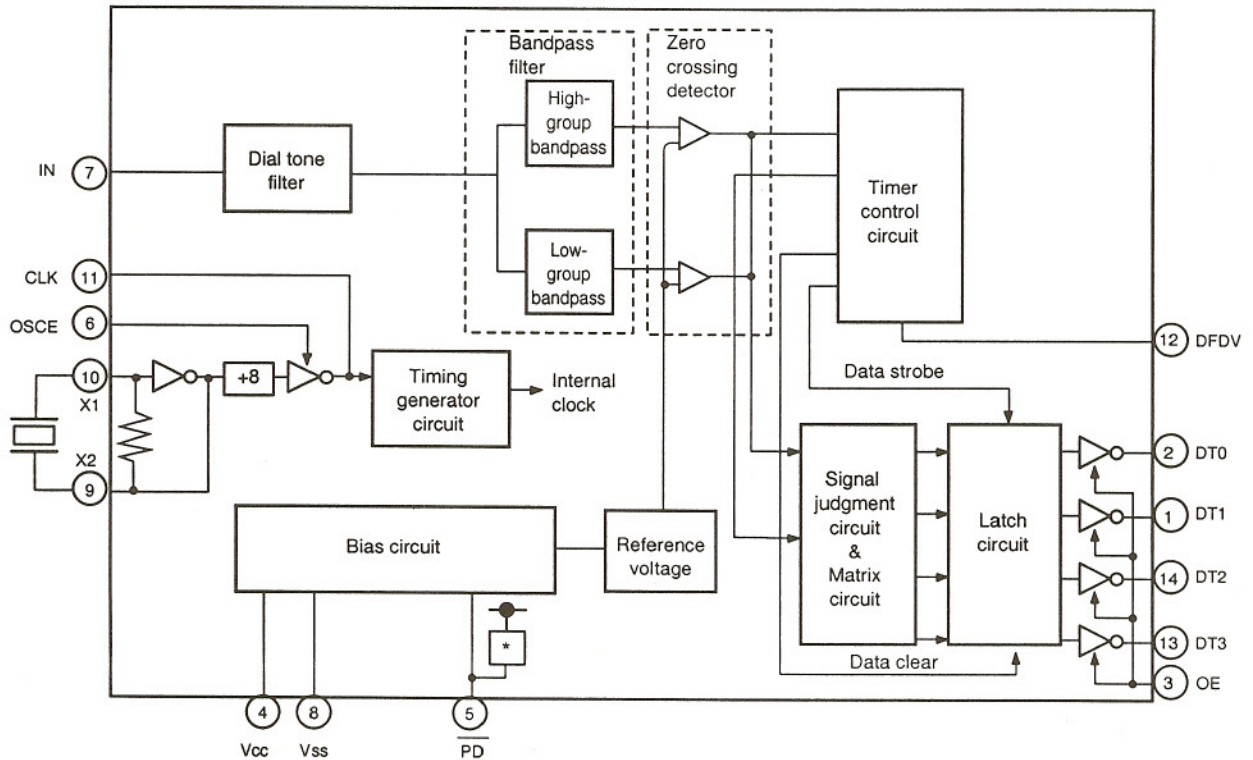 Bandpass
filter
Zero
crossing
detector
High-
group
bandpass
Dial tone
filter
IN
7
Timer
control
circuit
Low-
group
bandpass
CLK
11
OSCE
6
12
DFDV
10
X1
+8
Timing
generator
circuit
Internal
clock
Data strobe
X2
9
2
DT0
Signal
judgment
circuit
&
Matrix
circuit
Latch
circuit
1
DT1
Bias circuit
Reference
voltage
14
DT2
*
13
DT3
Data clear
3
OE
4
8
5
Vcc
Vss
PD